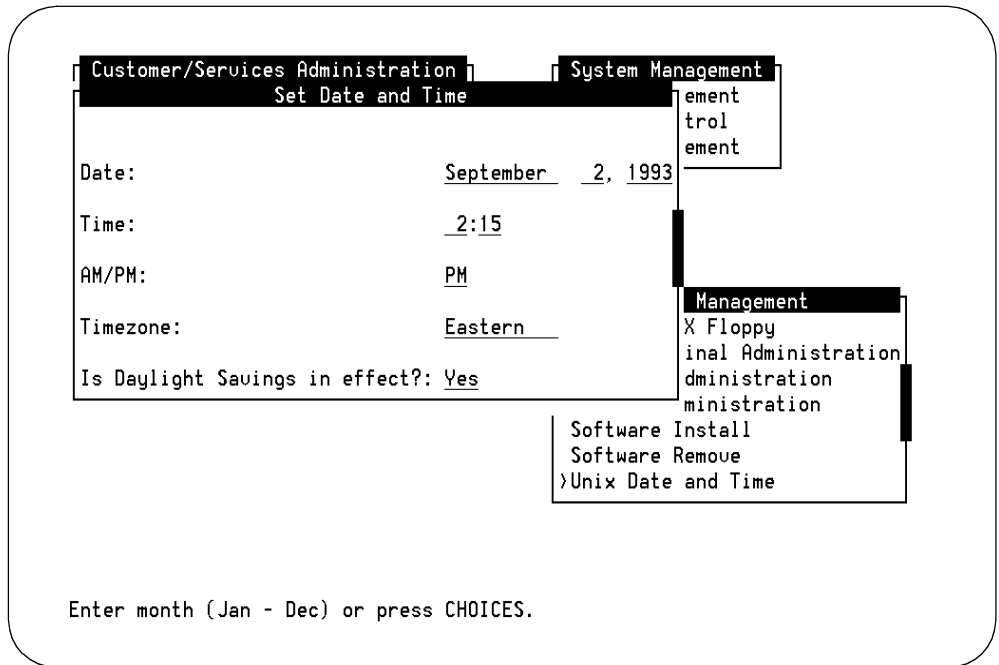 Customer/Services Administration
System Management
Set Date and Time
ement
trol
ement
Date: September 2, 1993
Time: 2:15
AM/PM: PM
Timezone: Eastern
Is Daylight Savings in effect?: Yes
Management
X Floppy
inal Administration
dministration
ministration
Software Install
Software Remove
>Unix Date and Time
Enter month (Jan - Dec) or press CHOICES.